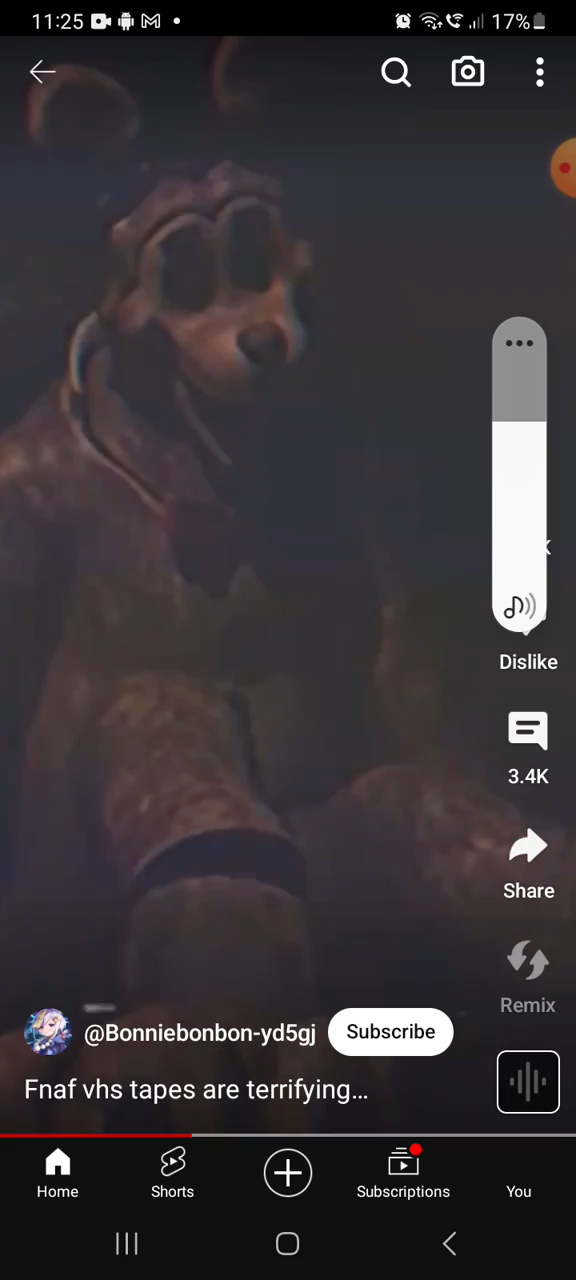 11:25
17%
Dislike
3.4K
Share
Remix
@Bonniebonbon-yd5gj
Subscribe
Fnaf vhs tapes are terrifying...
Home
Shorts
Subscriptions
You